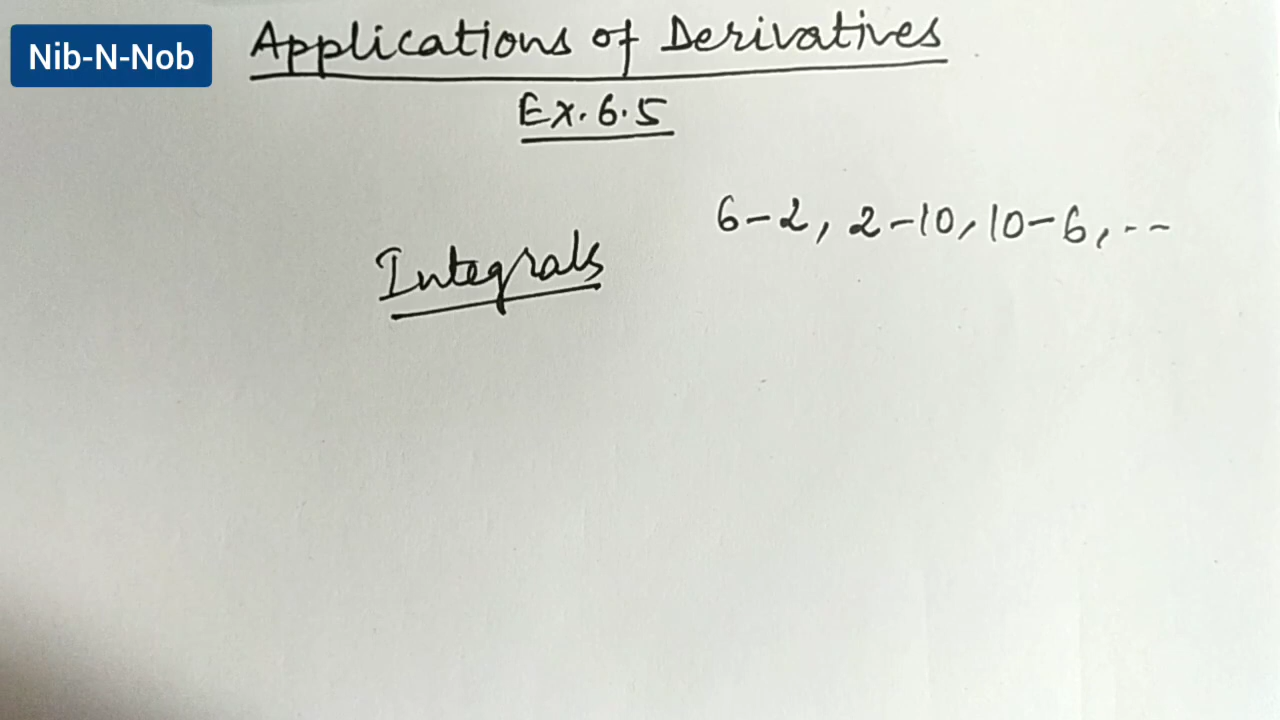 Nib-N-Nob
Applications of Derivatives
Ex. 6.5
6-2, 2-10, 10-6, ---
Integrals